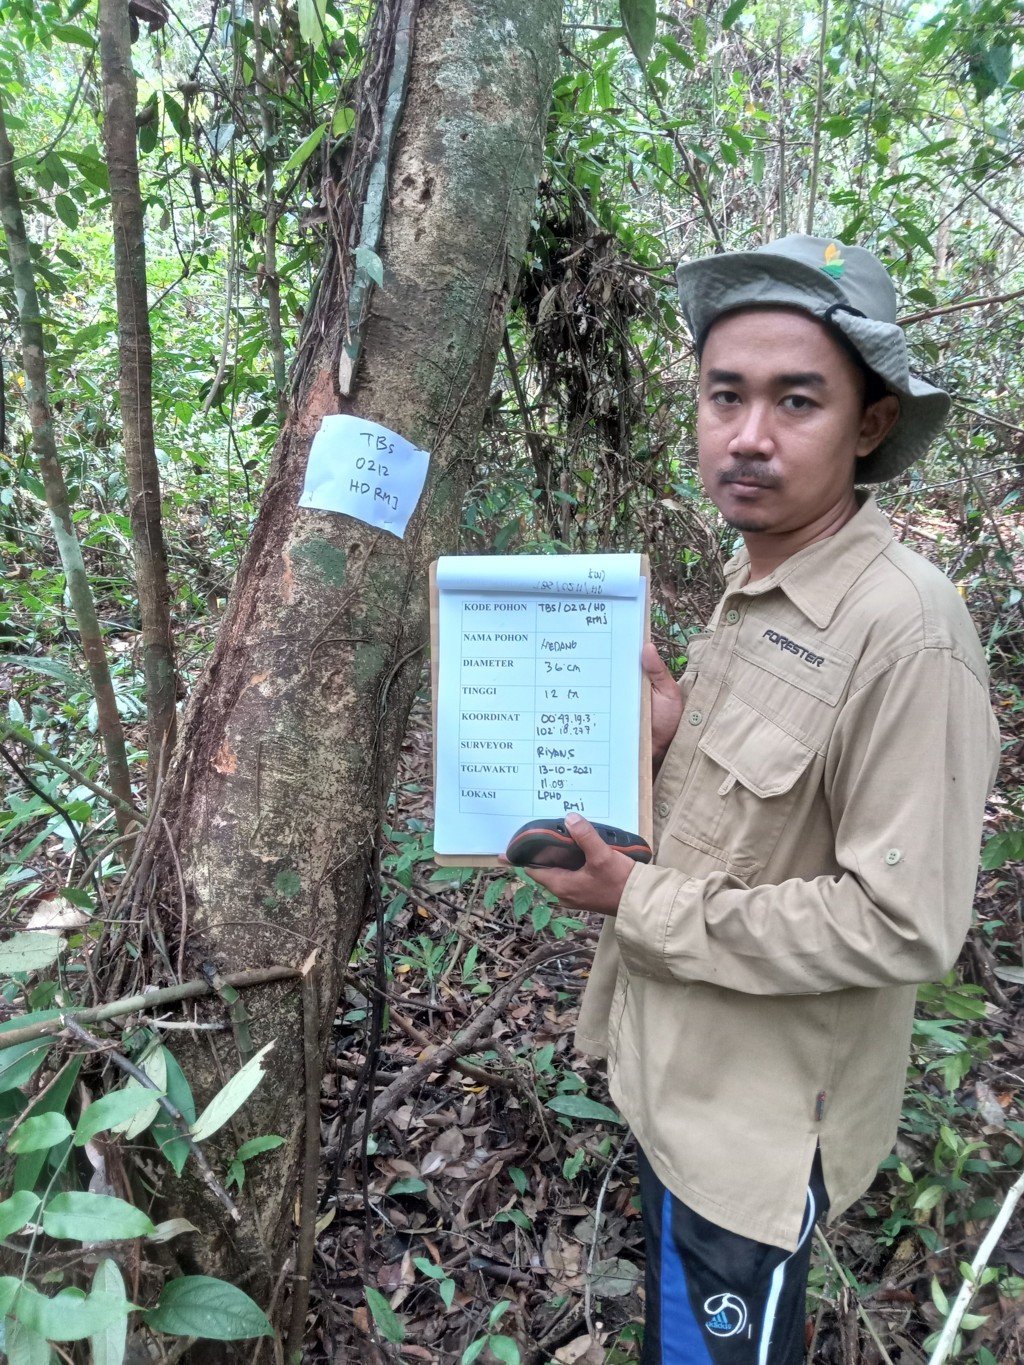 TBS
0212
HD RMJ
KODE POHON TBS/0212/HD
RMJ
NAMA POHON MEDANG
DIAMETER 36 cm
TINGGI 12 m
KOORDINAT 00°47.19.3,
102°18.277
SURVEYOR RIYANS
TGL/WAKTU 13-10-2021
11.09
LOKASI LPHD
RMJ
FORESTER
adidas